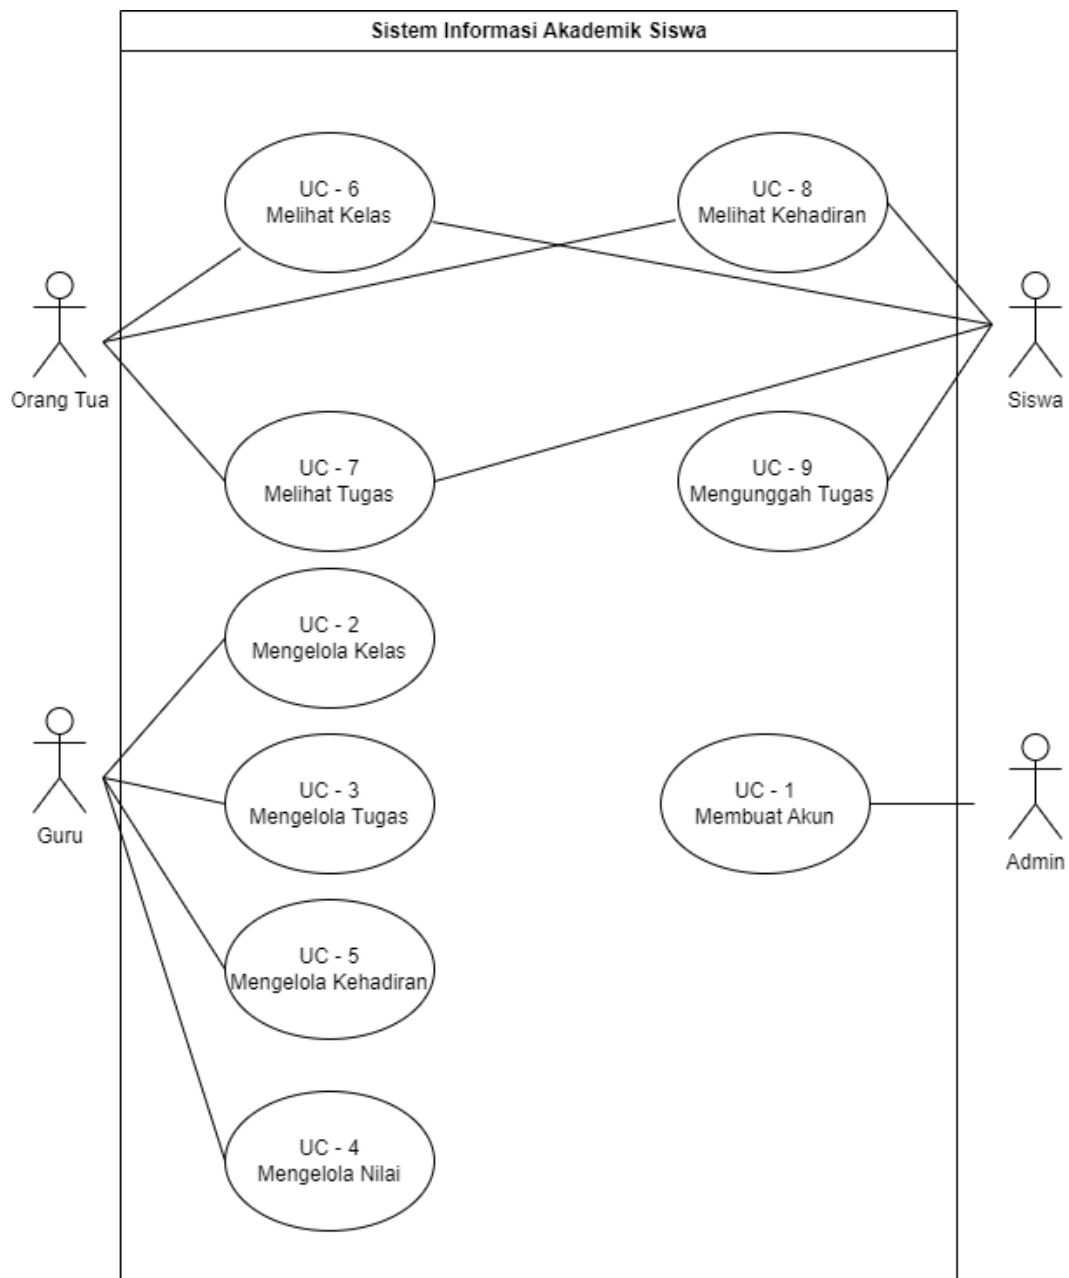 Sistem Informasi Akademik Siswa
UC - 6
Melihat Kelas
UC - 8
Melihat Kehadiran
Orang Tua
Siswa
UC - 7
Melihat Tugas
UC - 9
Mengunggah Tugas
UC - 2
Mengelola Kelas
Guru
UC - 3
Mengelola Tugas
UC - 1
Membuat Akun
Admin
UC - 5
Mengelola Kehadiran
UC - 4
Mengelola Nilai